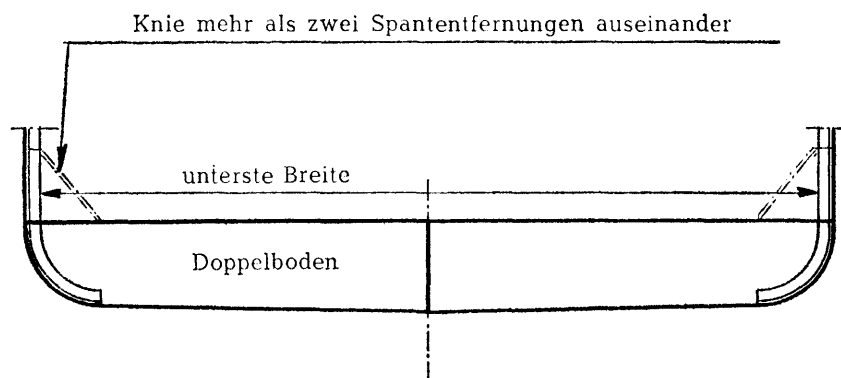 Knie mehr als zwei Spantentfernungen auseinander
unterste Breite
Doppelboden